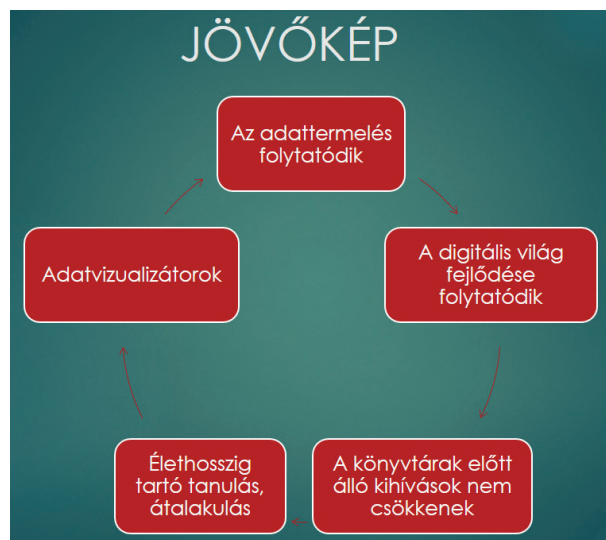 JÖVŐKÉP
Az adattermelés
folytatódik
A digitális világ
fejlődése
folytatódik
A könyvtárak előtt
álló kihívások nem
csökkenek
Élethosszig
tartó tanulás,
átalakulás
Adatvizualizátorok